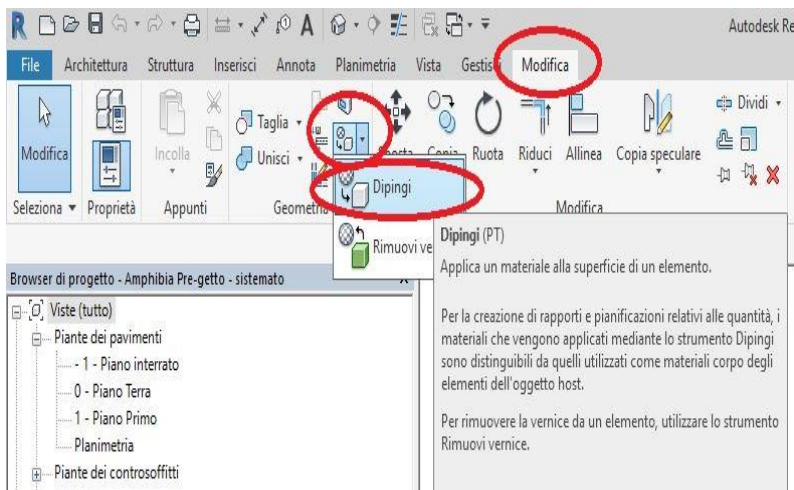 R A Autodesk Re
File Architettura Struttura Inserisci Annota Planimetria Vista Gestisci Modifica
Modifica
Incolla
Taglia
Unisci
Copia Ruota Riduci Allinea Copia speculare
Dividi
Seleziona Proprietà Appunti Geometria Modifica
Dipingi
Rimuovi ve
Dipingi (PT)
Applica un materiale alla superficie di un elemento.
Per la creazione di rapporti e pianificazioni relativi alle quantità, i
materiali che vengono applicati mediante lo strumento Dipingi
sono distinguibili da quelli utilizzati come materiali corpo degli
elementi dell'oggetto host.
Per rimuovere la vernice da un elemento, utilizzare lo strumento
Rimuovi vernice.
Browser di progetto - Amphibia Pre-getto - sistemato
Viste (tutto)
Piante dei pavimenti
- 1 - Piano interrato
0 - Piano Terra
1 - Piano Primo
Planimetria
Piante dei controsoffitti